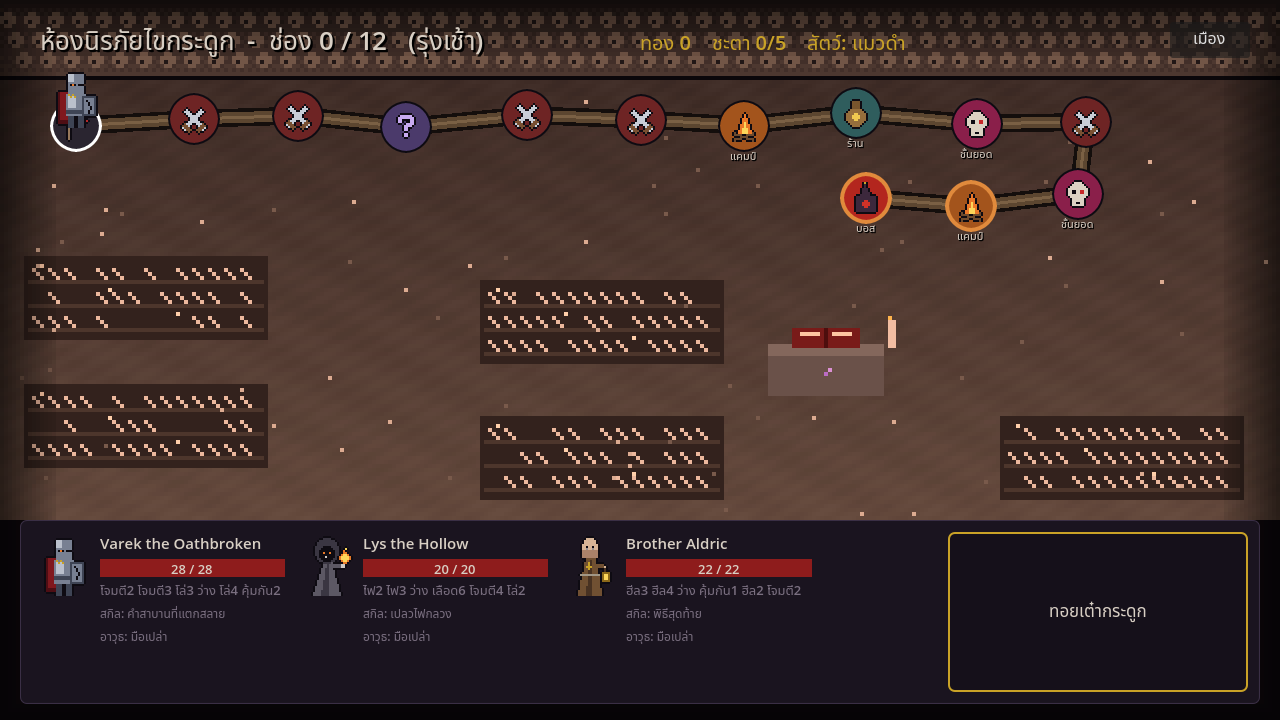 ห้องนิรภัยไขกระดูก - ช่อง 0 / 12 (รุ่งเช้า)
ทอง 0 ชะตา 0/5 สัตว์: แมวดำ
เมือง
แคมป์
ร้าน
ชั้นยอด
บอส
แคมป์
ชั้นยอด
Varek the Oathbroken
28 / 28
โจมตี2 โจมตี3 โล่3 ว่าง โล่4 คุ้มกัน2
สกิล: คำสาบานที่แตกสลาย
อาวุธ: มือเปล่า
Lys the Hollow
20 / 20
ไฟ2 ไฟ3 ว่าง เลือด6 โจมตี4 โล่2
สกิล: เปลวไฟกลวง
อาวุธ: มือเปล่า
Brother Aldric
22 / 22
ฮีล3 ฮีล4 ว่าง คุ้มกัน1 ฮีล2 โจมตี2
สกิล: พิธีสุดท้าย
อาวุธ: มือเปล่า
ทอยเต๋ากระดูก